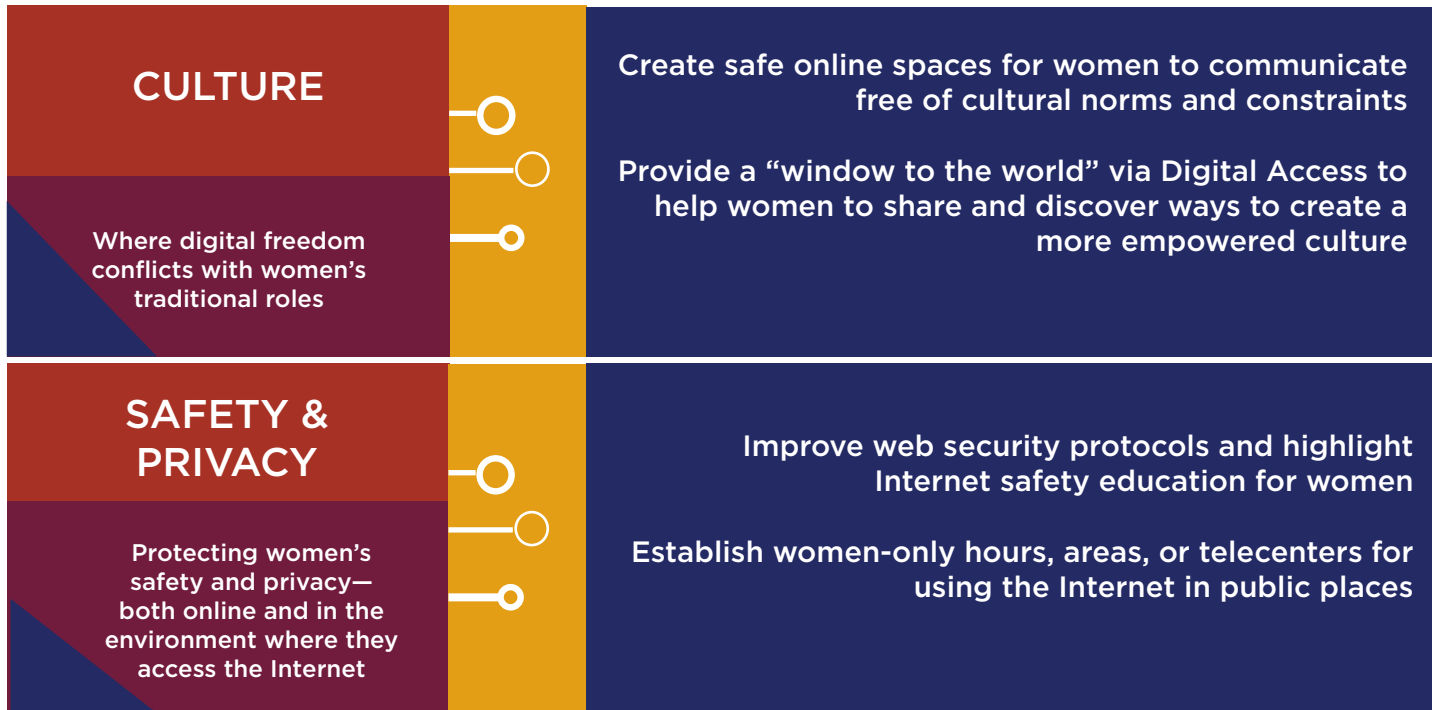 CULTURE
Where digital freedom
conflicts with women’s
traditional roles
Create safe online spaces for women to communicate
free of cultural norms and constraints
Provide a “window to the world” via Digital Access to
help women to share and discover ways to create a
more empowered culture
SAFETY &
PRIVACY
Protecting women’s
safety and privacy—
both online and in the
environment where they
access the Internet
Improve web security protocols and highlight
Internet safety education for women
Establish women-only hours, areas, or telecenters for
using the Internet in public places